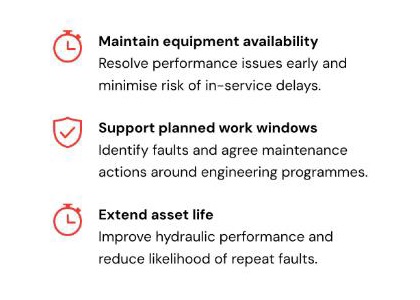 Maintain equipment availability
Resolve performance issues early and
minimise risk of in-service delays.
Support planned work windows
Identify faults and agree maintenance
actions around engineering programmes.
Extend asset life
Improve hydraulic performance and
reduce likelihood of repeat faults.